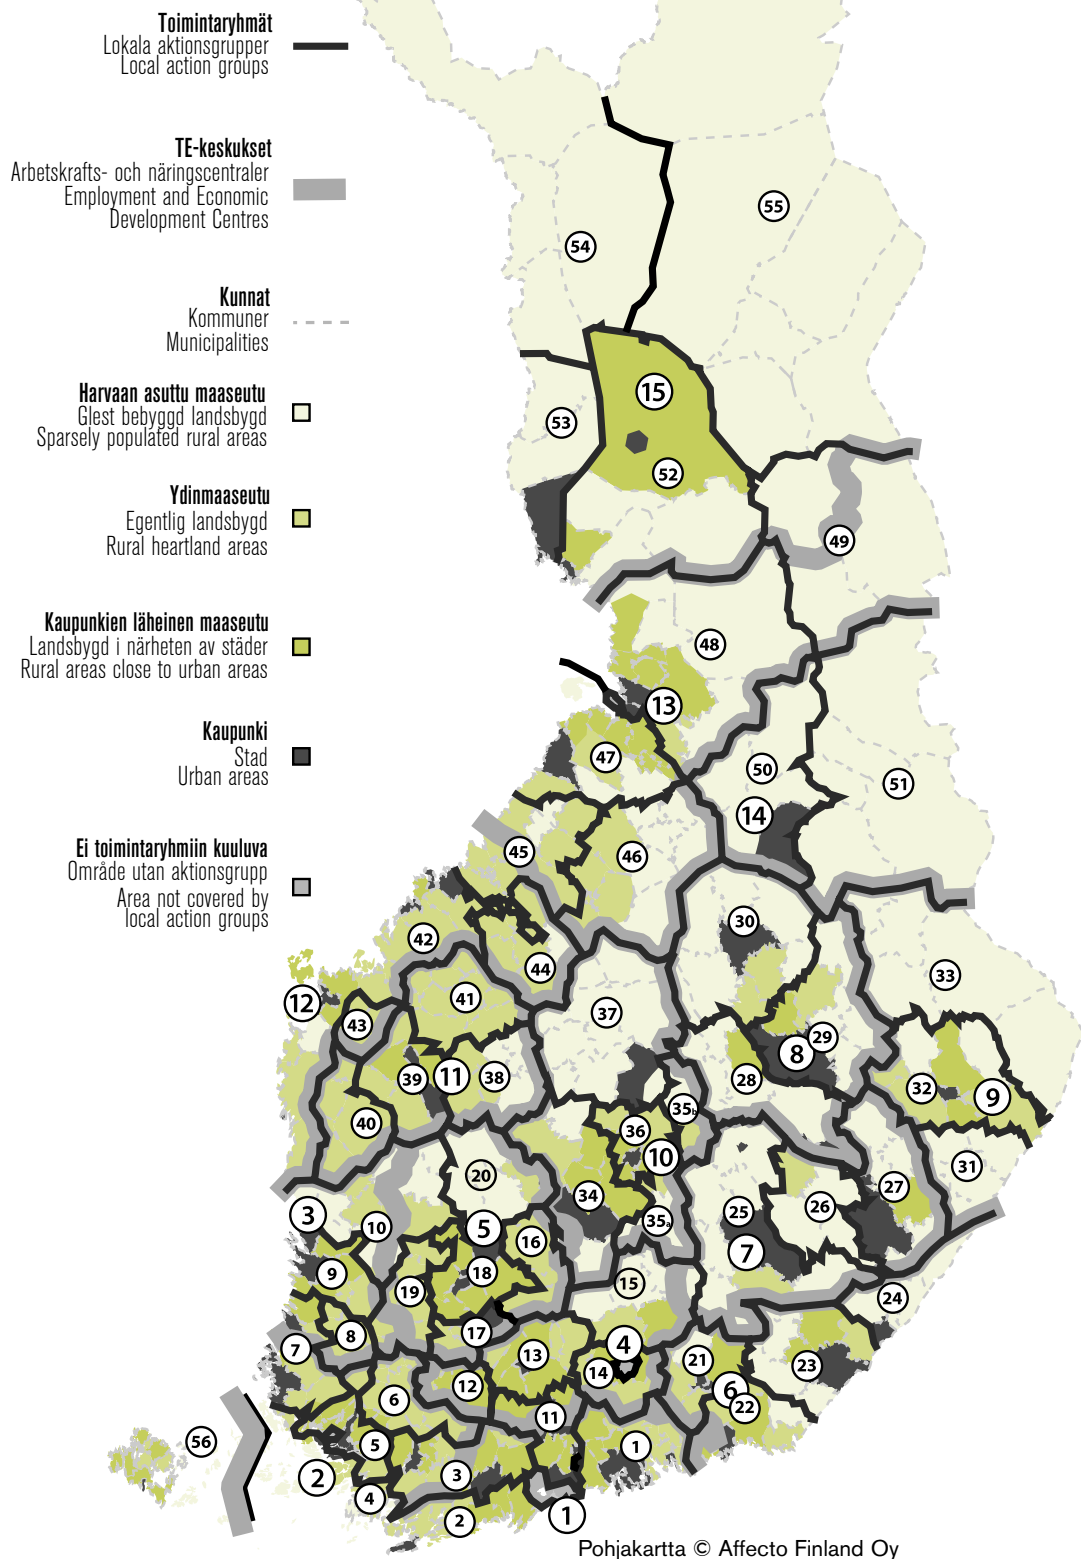 Toimintaryhmät
Lokala aktionsgrupper
Local action groups
TE-keskukset
Arbetskrafts- och näringscentraler
Employment and Economic
Development Centres
Kunnat
Kommuner
Municipalities
Harvaan asuttu maaseutu
Glest bebyggd landsbygd
Sparsely populated rural areas
Ydinmaaseutu
Egentlig landsbygd
Rural heartland areas
Kaupunkien läheinen maaseutu
Landsbygd i närheten av städer
Rural areas close to urban areas
Kaupunki
Stad
Urban areas
Ei toimintaryhmiin kuuluva
Område utan aktionsgrupp
Area not covered by
local action groups
55
54
15
53
52
49
48
13
47
50
51
14
45
46
30
42
33
44
41
12
37
43
29
8
11
39
38
28
32
9
35b
40
36
10
31
20
27
34
26
3
25
10
35a
5
16
7
9
18
15
19
24
17
8
4
7
13
21
23
14
12
6
6
22
11
56
5
1
3
2
4
1
2
Pohjakartta © Affecto Finland Oy